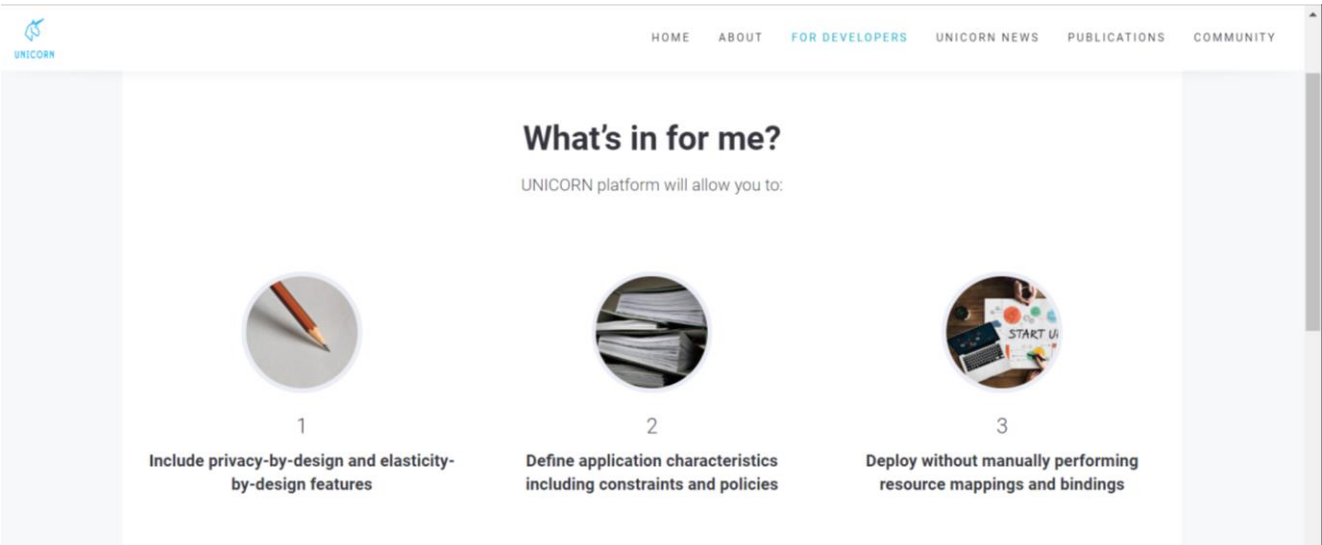 UNICORN
HOME ABOUT FOR DEVELOPERS UNICORN NEWS PUBLICATIONS COMMUNITY
What's in for me?
UNICORN platform will allow you to:
START
1
Include privacy-by-design and elasticity-
by-design features
2
Define application characteristics
including constraints and policies
3
Deploy without manually performing
resource mappings and bindings